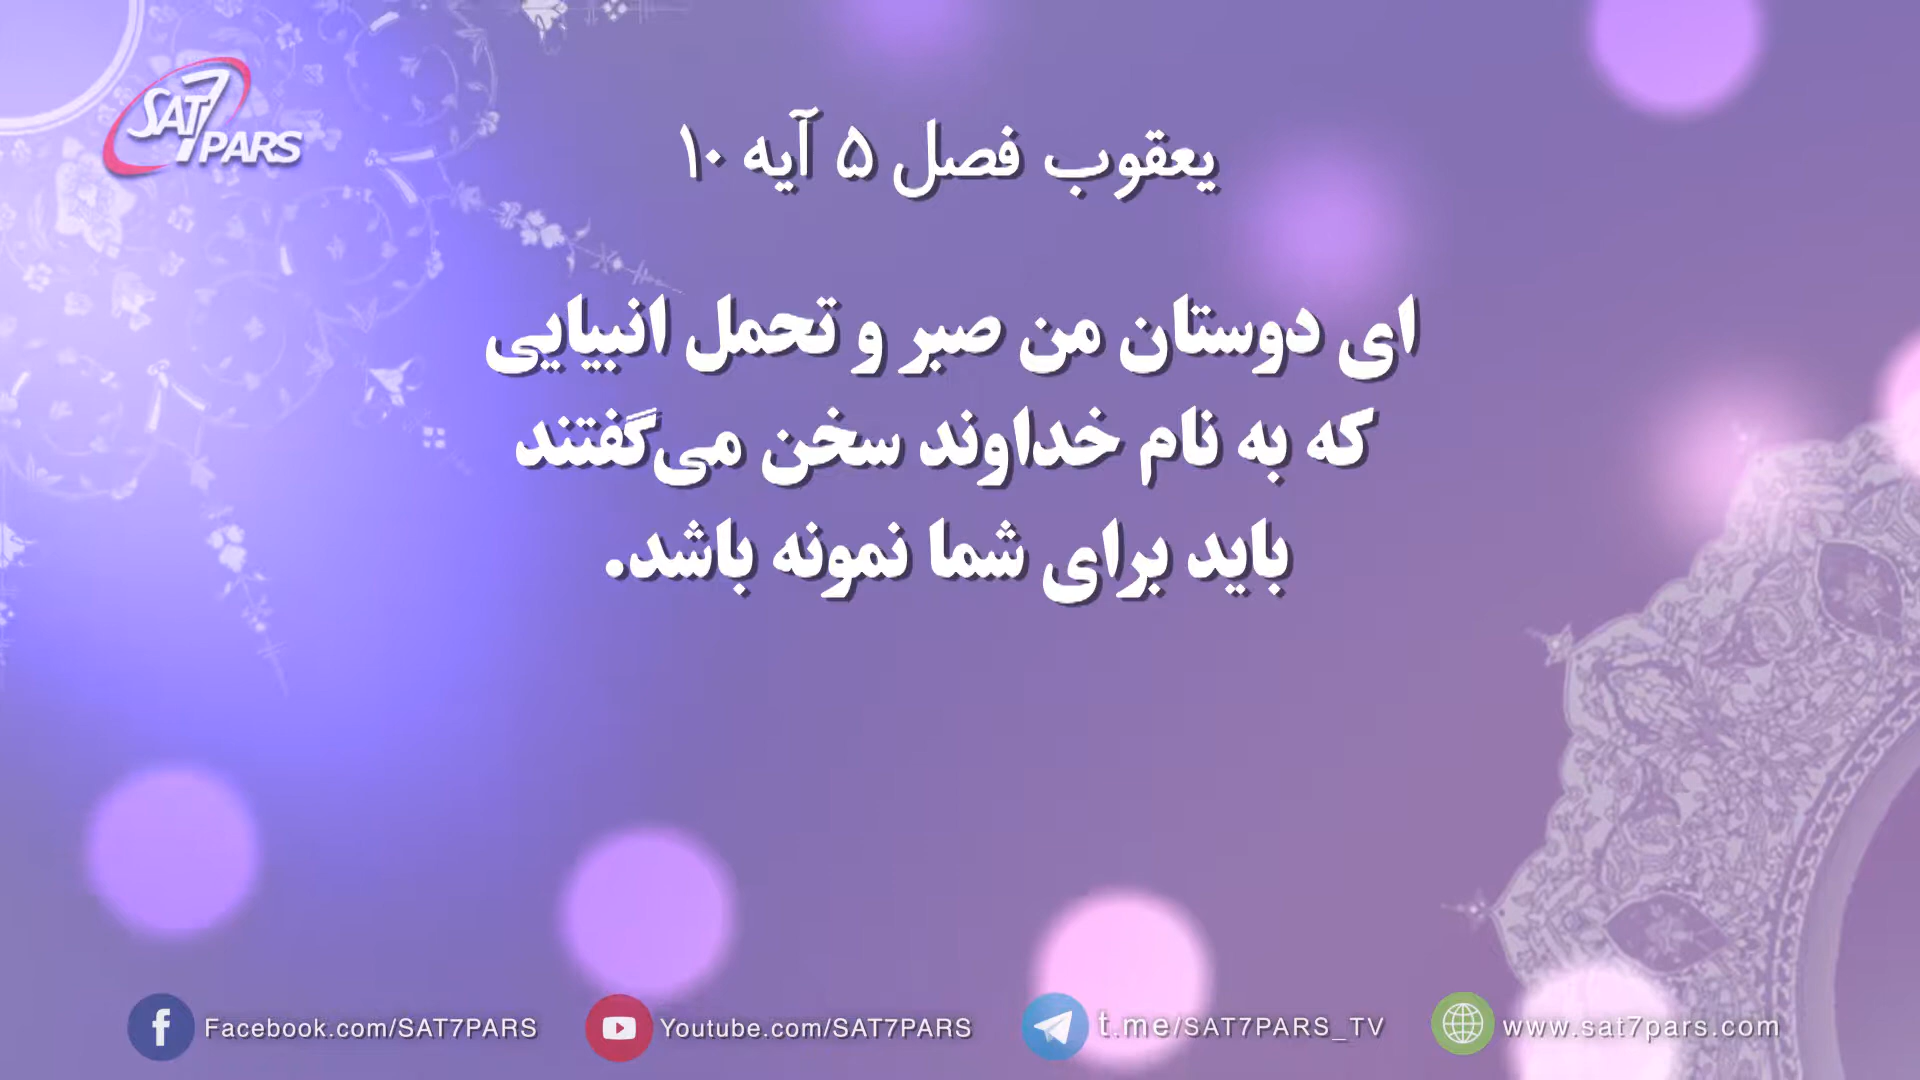 SAT7 PARS
یعقوب فصل ۵ آیه ۱۰
ای دوستان من صبر و تحمل انبیایی
که به نام خداوند سخن می‌گفتند
باید برای شما نمونه باشد.
Facebook.com/SAT7PARS
Youtube.com/SAT7PARS
t.me/SAT7PARS_TV
www.sat7pars.com